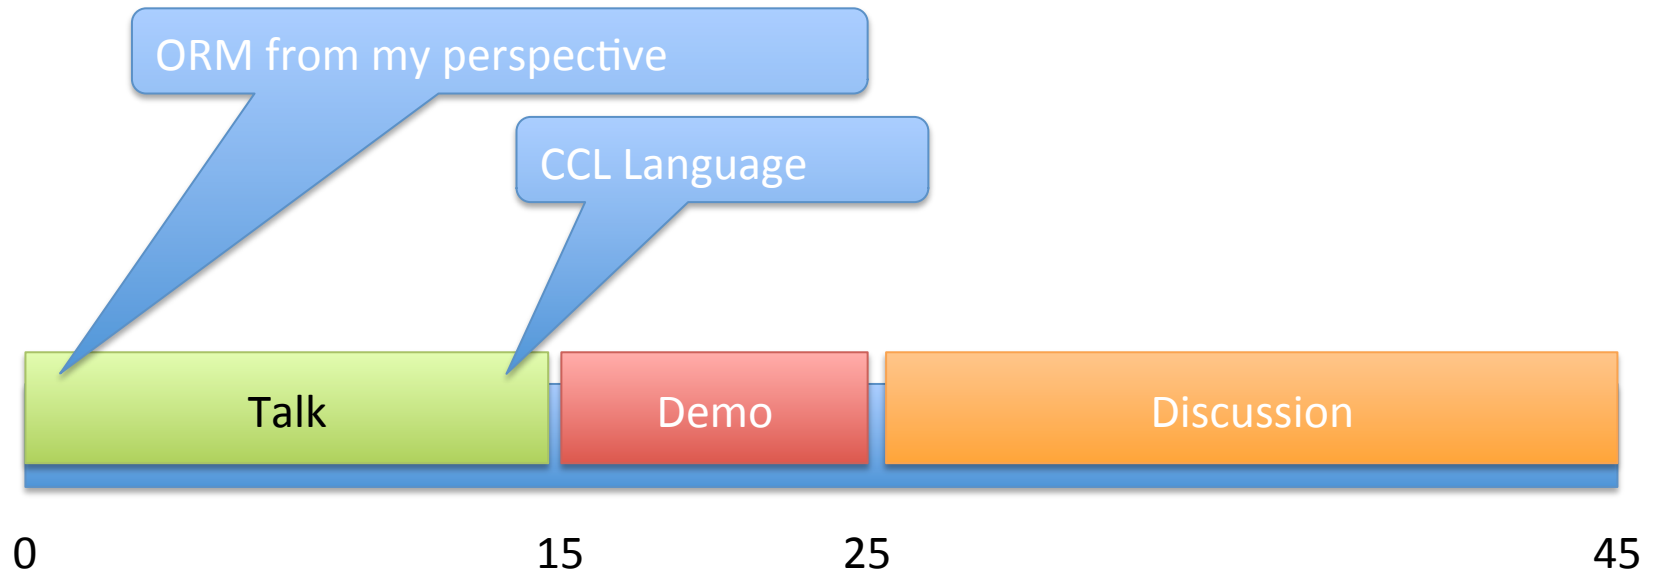 ORM from my perspective
CCL Language
Talk
Demo
Discussion
0
15
25
45